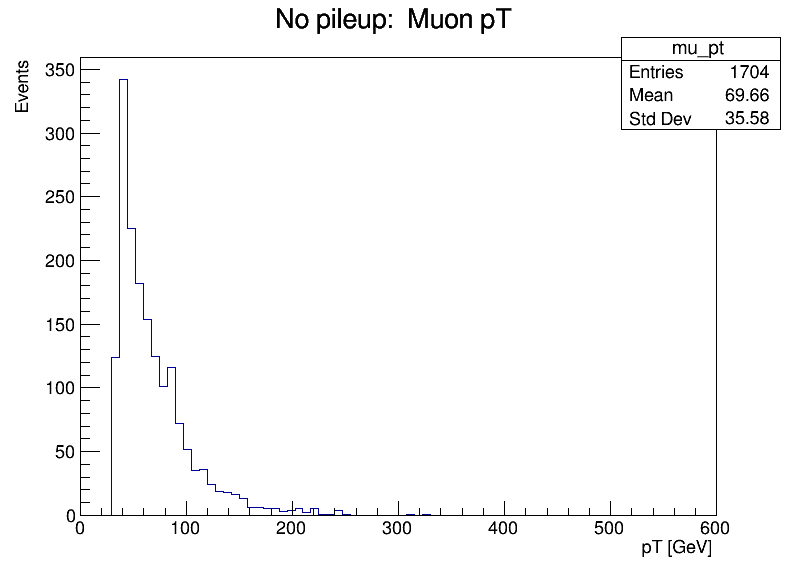 No pileup: Muon pT
mu_pt
Entries 1704
Mean 69.66
Std Dev 35.58
Events
350
300
250
200
150
100
50
0
0 100 200 300 400 500 600
pT [GeV]